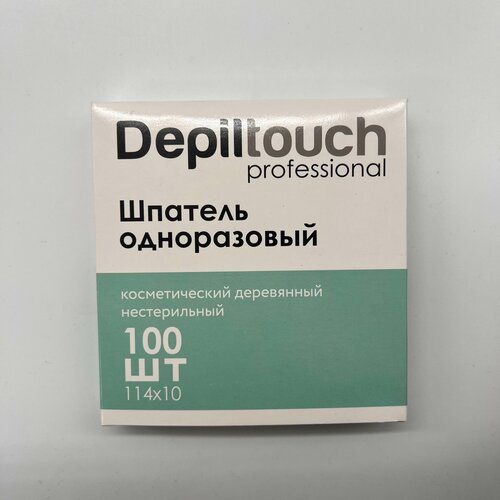 Depiltouch
professional
Шпатель
одноразовый
косметический деревянный
нестерильный
100
ШТ
114x10